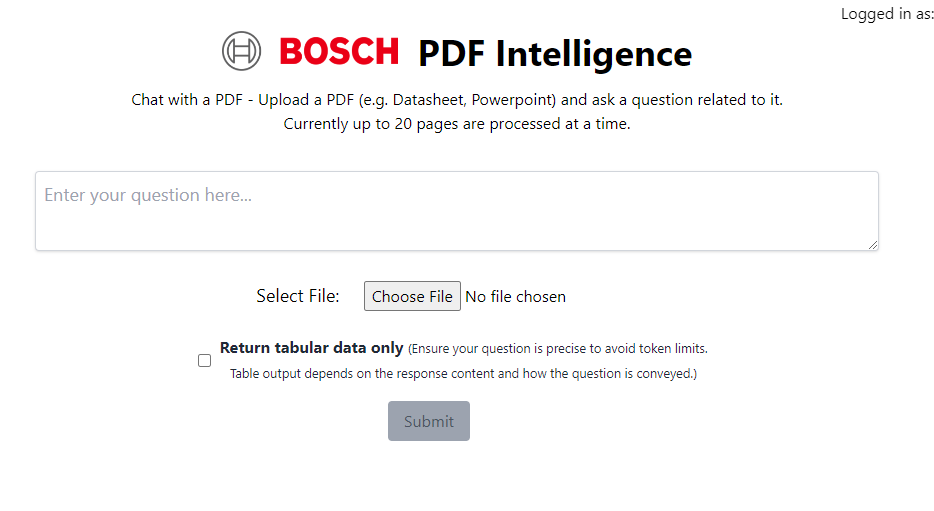 Logged in as:
BOSCH PDF Intelligence
Chat with a PDF - Upload a PDF (e.g. Datasheet, Powerpoint) and ask a question related to it.
Currently up to 20 pages are processed at a time.
Enter your question here...
Select File: Choose File No file chosen
Return tabular data only (Ensure your question is precise to avoid token limits.
Table output depends on the response content and how the question is conveyed.)
Submit